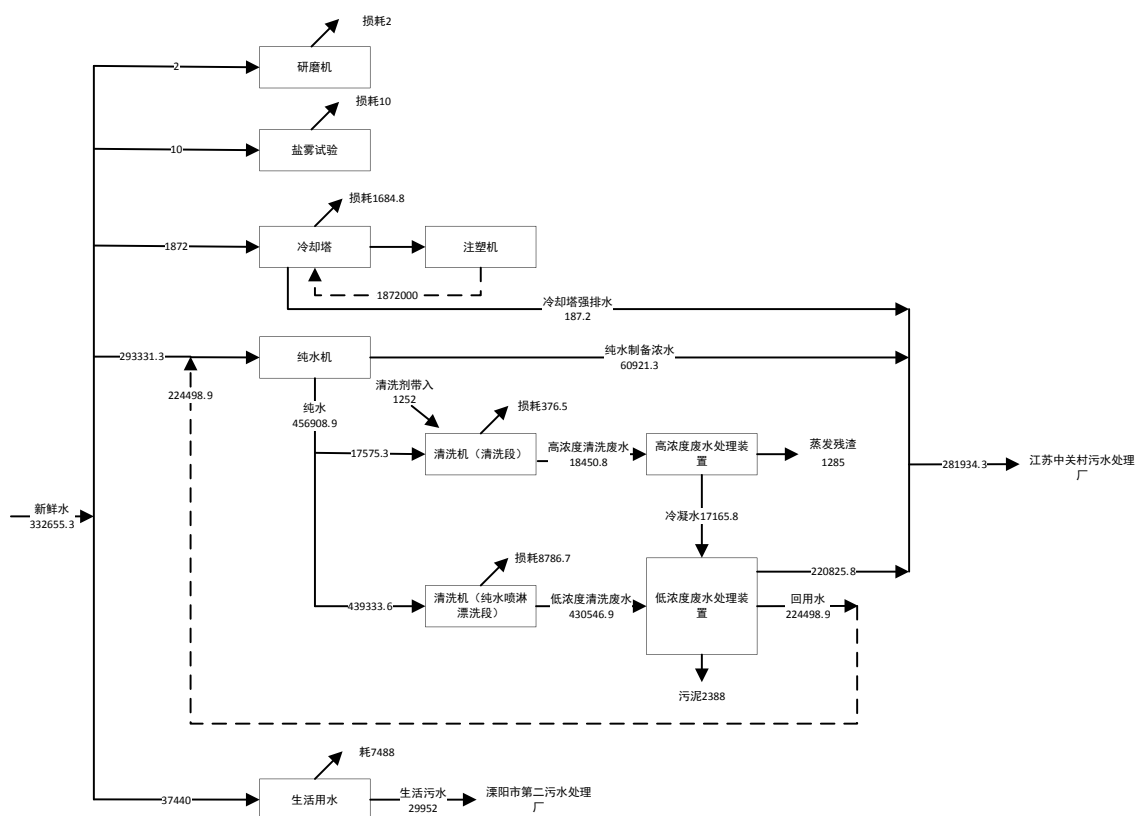 损耗2
2
研磨机
损耗10
10
盐雾试验
损耗1684.8
1872
冷却塔
注塑机
1872000
冷却塔强排水
187.2
293331.3
纯水机
纯水制备浓水
60921.3
224498.9
清洗剂带入
1252
纯水
456908.9
损耗376.5
17575.3
清洗机（清洗段）
高浓度清洗废水
18450.8
高浓度废水处理装
置
蒸发残渣
1285
281934.3
江苏中关村污水处理
厂
新鲜水
332655.3
冷凝水17165.8
损耗8786.7
439333.6
清洗机（纯水喷淋
漂洗段）
低浓度清洗废水
430546.9
低浓度废水处理装
置
220825.8
回用水
224498.9
污泥2388
耗7488
37440
生活用水
生活污水
29952
溧阳市第二污水处理
厂